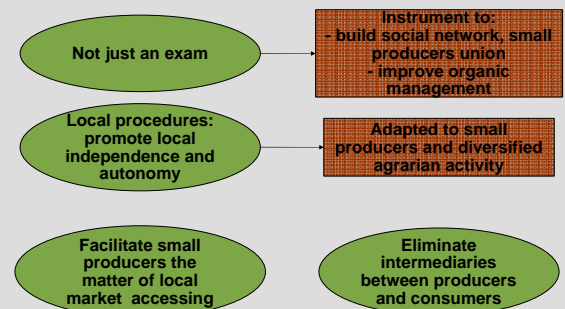 Not just an exam
Instrument to:
- build social network, small
producers union
- improve organic
management
Local procedures:
promote local
independence and
autonomy
Adapted to small
producers and diversified
agrarian activity
Facilitate small
producers the
matter of local
market accessing
Eliminate
intermediaries
between producers
and consumers